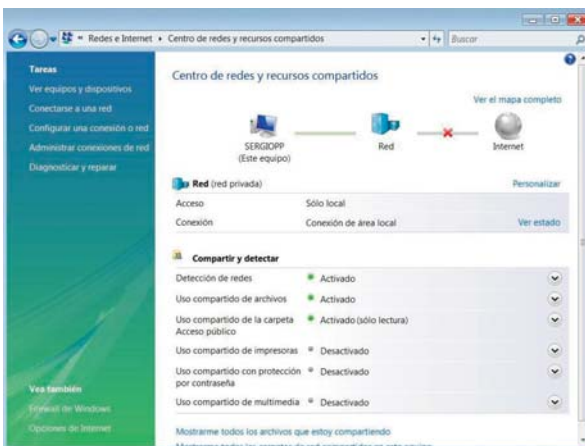 Redes e Internet ▸ Centro de redes y recursos compartidos
Buscar
Tareas
Ver equipos y dispositivos
Conectarse a una red
Configurar una conexión o red
Administrar conexiones de red
Diagnosticar y reparar
Vea también
Firewall de Windows
Opciones de Internet
Centro de redes y recursos compartidos
Ver el mapa completo
SERGIOPP
(Este equipo)
Red
Internet
Red (red privada)
Personalizar
Acceso
Sólo local
Conexión
Conexión de área local
Ver estado
Compartir y detectar
Detección de redes
Activado
Uso compartido de archivos
Activado
Uso compartido de la carpeta
Acceso público
Activado (sólo lectura)
Uso compartido de impresoras
Desactivado
Uso compartido con protección
por contraseña
Desactivado
Uso compartido de multimedia
Desactivado
Mostrarme todos los archivos que estoy compartiendo